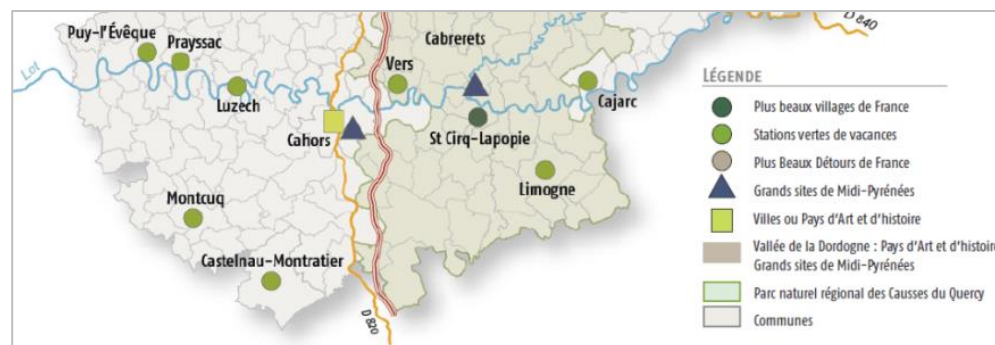 D 840
Puy-l'Évêque
Prayssac
Cabrerets
Vers
Lot
Luzech
Cajarc
Cahors
St Cirq-Lapopie
Limogne
Montcuq
Castelnau-Montratier
D 820
LÉGENDE
Plus beaux villages de France
Stations vertes de vacances
Plus Beaux Détours de France
Grands sites de Midi-Pyrénées
Villes ou Pays d'Art et d'histoire
Vallée de la Dordogne : Pays d'Art et d'histoire
Grands sites de Midi-Pyrénées
Parc naturel régional des Causses du Quercy
Communes